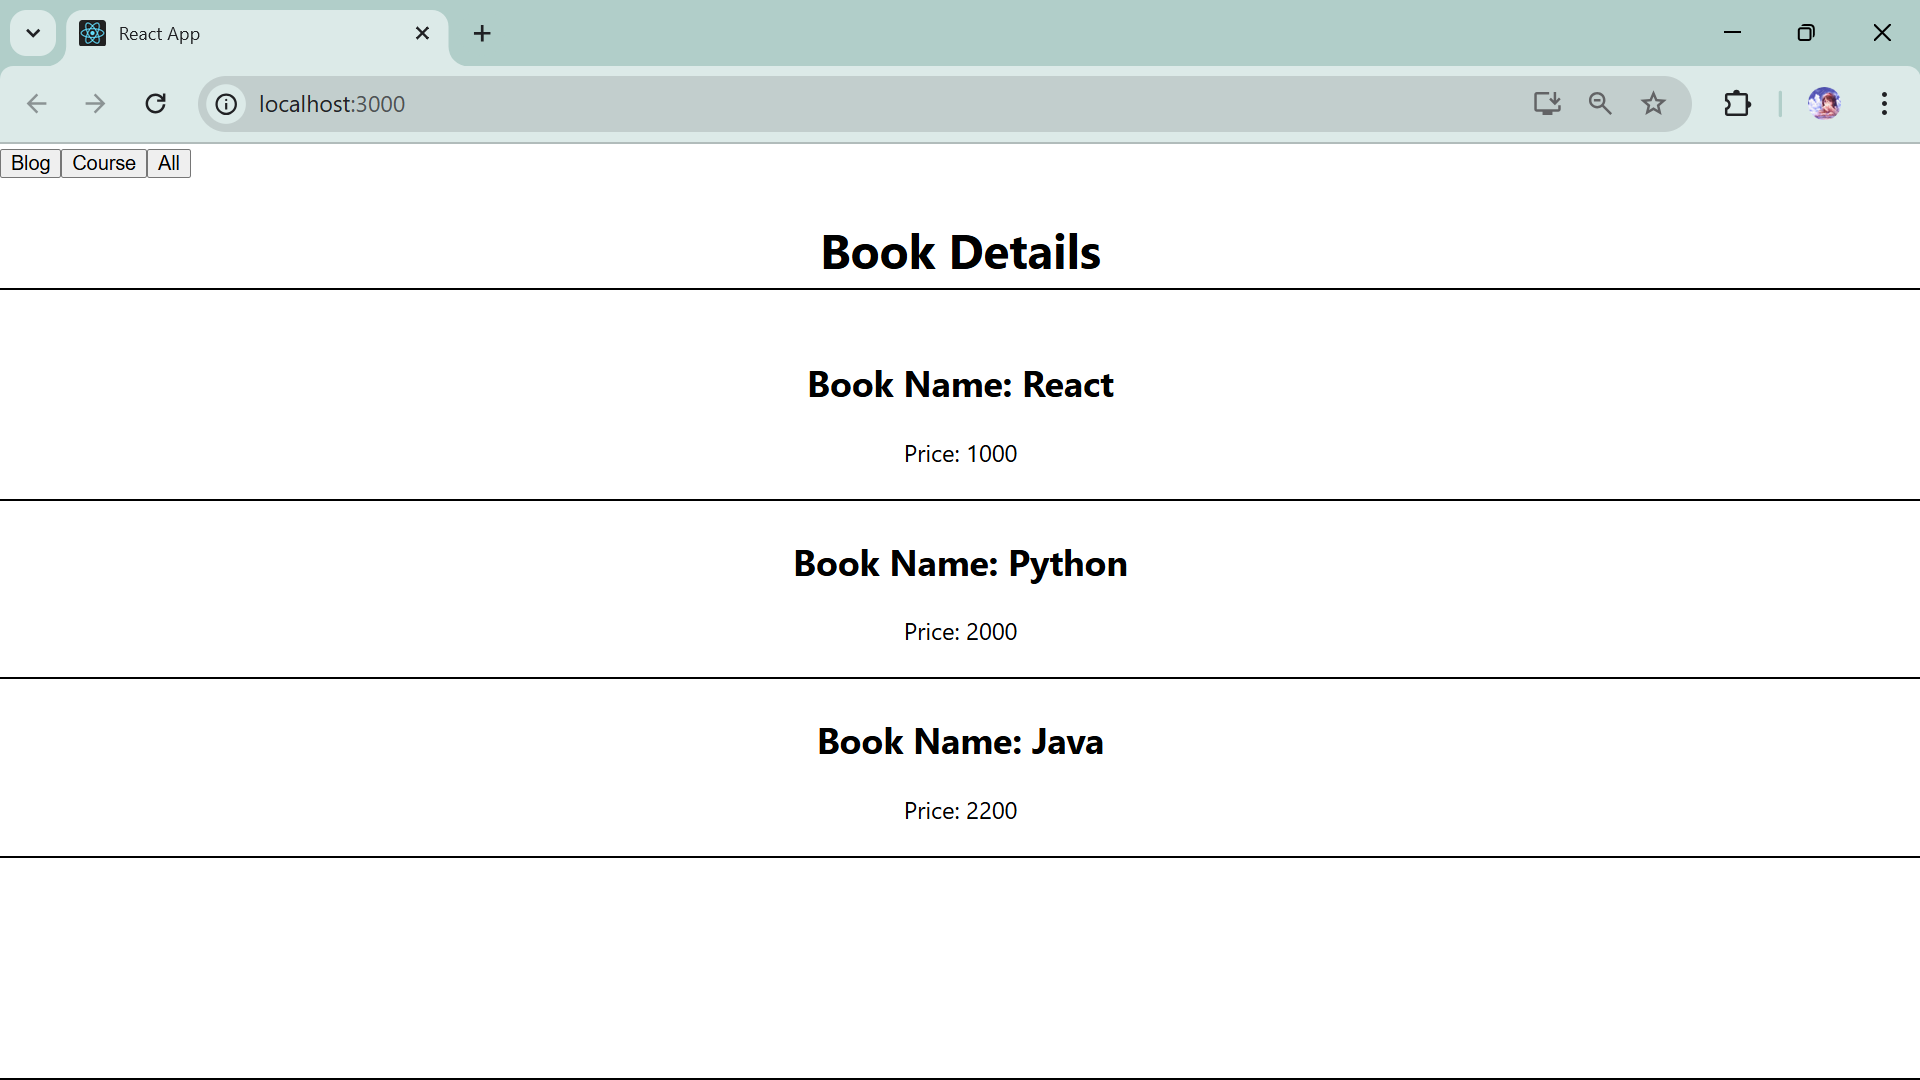 React App
localhost:3000
Blog Course All
Book Details
Book Name: React
Price: 1000
Book Name: Python
Price: 2000
Book Name: Java
Price: 2200